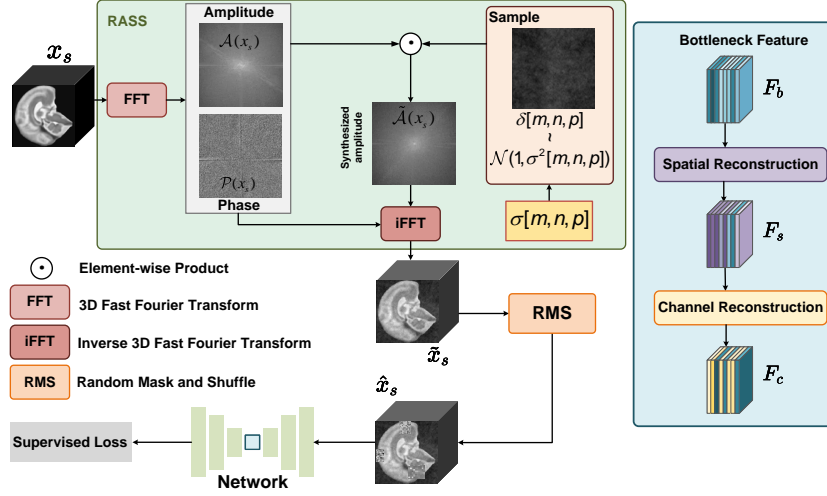 RASS
Amplitude
Sample
Bottleneck Feature
x_s
𝒜(x_s)
F_b
FFT
δ[m, n, p]
~
𝒩(1, σ²[m, n, p])
Synthesized
amplitude
Ã(x_s)
Spatial Reconstruction
𝒫(x_s)
Phase
iFFT
σ[m, n, p]
F_s
Element-wise Product
FFT
3D Fast Fourier Transform
iFFT
Inverse 3D Fast Fourier Transform
RMS
Random Mask and Shuffle
x̃_s
RMS
Channel Reconstruction
F_c
x̂_s
Supervised Loss
Network